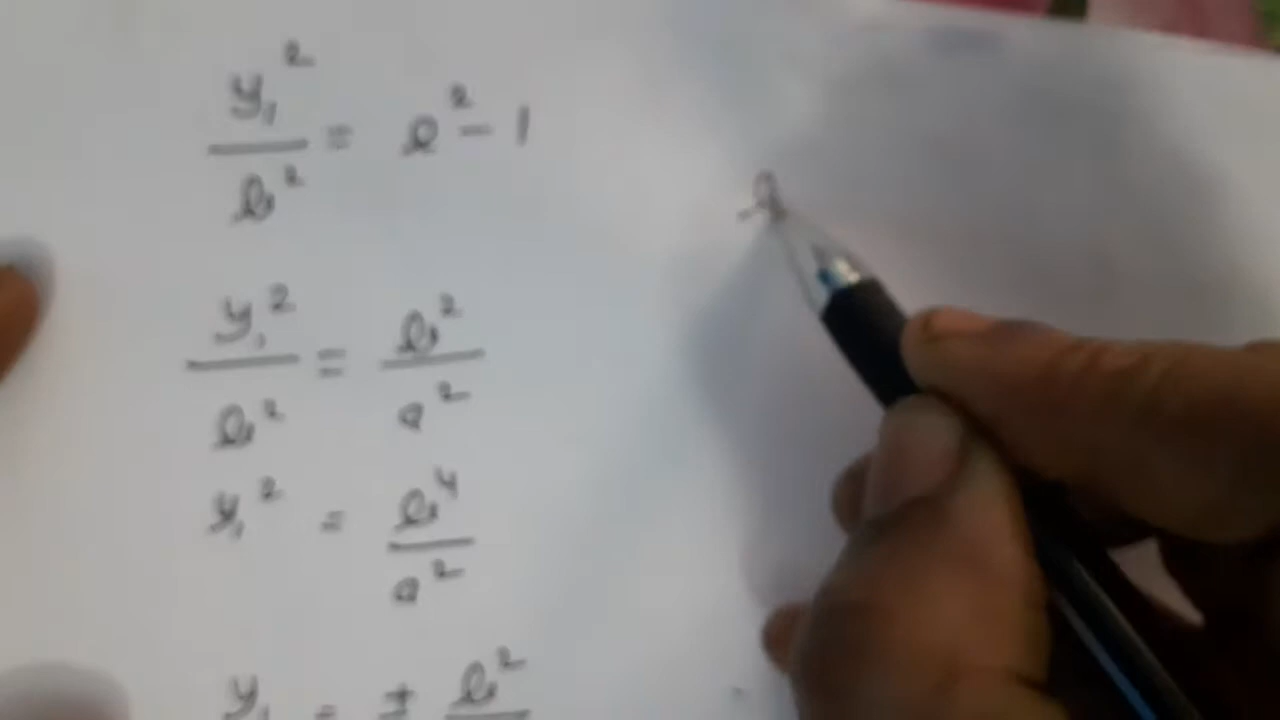 y₁²/b² = e² - 1
y₁²/b² = b²/a²
y₁² = b⁴/a²
y₁ = ± b²